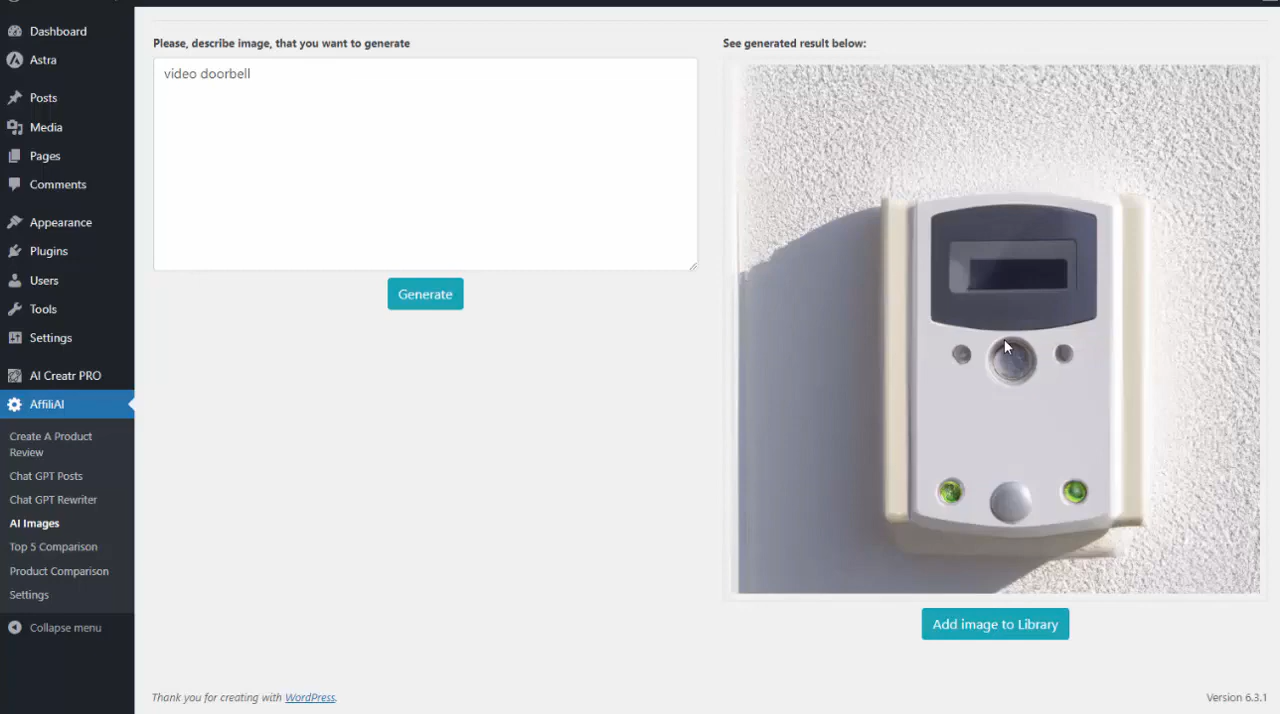 Dashboard
Astra
Posts
Media
Pages
Comments
Appearance
Plugins
Users
Tools
Settings
AI Creatr PRO
AffiliAI
Create A Product
Review
Chat GPT Posts
Chat GPT Rewriter
AI Images
Top 5 Comparison
Product Comparison
Settings
Collapse menu
Please, describe image, that you want to generate
video doorbell
Generate
See generated result below:
Add image to Library
Thank you for creating with WordPress.
Version 6.3.1